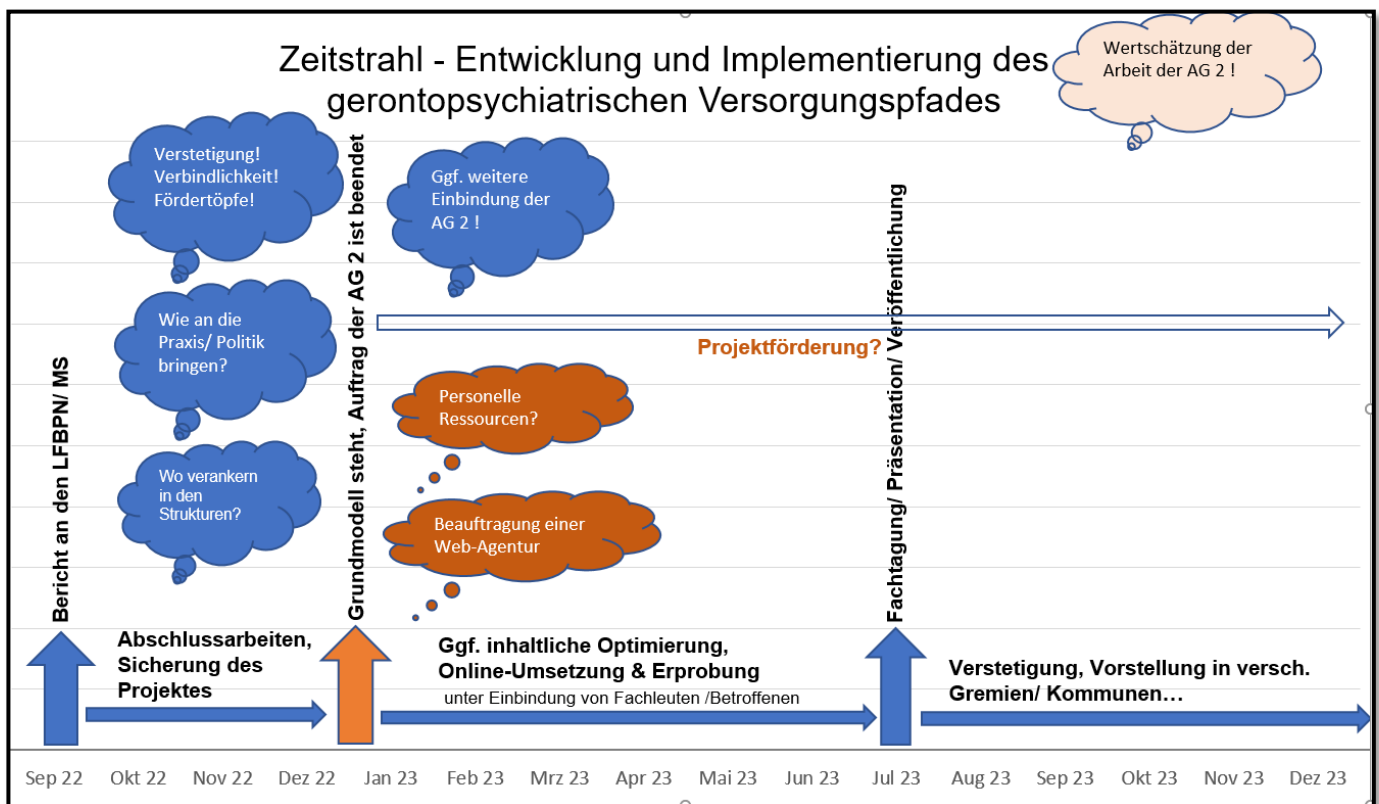 Zeitstrahl - Entwicklung und Implementierung des
gerontopsychiatrischen Versorgungspfades
Wertschätzung der
Arbeit der AG 2 !
Verstetigung!
Verbindlichkeit!
Fördertöpfe!
Ggf. weitere
Einbindung der
AG 2 !
Wie an die
Praxis/ Politik
bringen?
Projektförderung?
Personelle
Ressourcen?
Wo verankern
in den
Strukturen?
Beauftragung einer
Web-Agentur
Bericht an den LFBPN/ MS
Grundmodell steht, Auftrag der AG 2 ist beendet
Fachtagung/ Präsentation/ Veröffentlichung
Abschlussarbeiten,
Sicherung des
Projektes
Ggf. inhaltliche Optimierung,
Online-Umsetzung & Erprobung
unter Einbindung von Fachleuten /Betroffenen
Verstetigung, Vorstellung in versch.
Gremien/ Kommunen…
Sep 22 Okt 22 Nov 22 Dez 22 Jan 23 Feb 23 Mrz 23 Apr 23 Mai 23 Jun 23 Jul 23 Aug 23 Sep 23 Okt 23 Nov 23 Dez 23